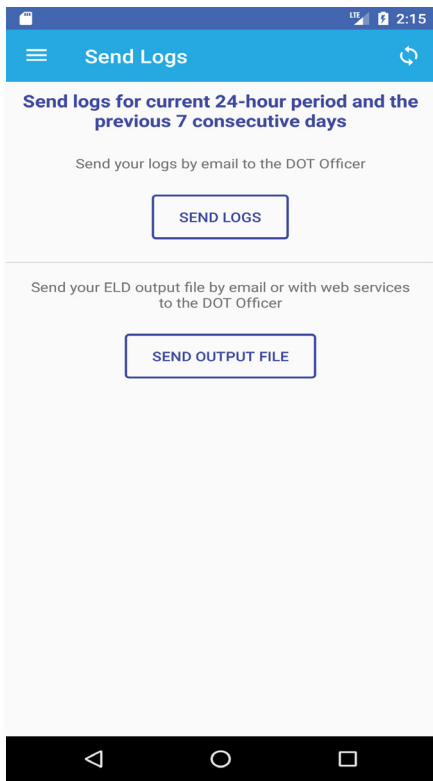 LTE 2:15
Send Logs
Send logs for current 24-hour period and the
previous 7 consecutive days
Send your logs by email to the DOT Officer
SEND LOGS
Send your ELD output file by email or with web services
to the DOT Officer
SEND OUTPUT FILE